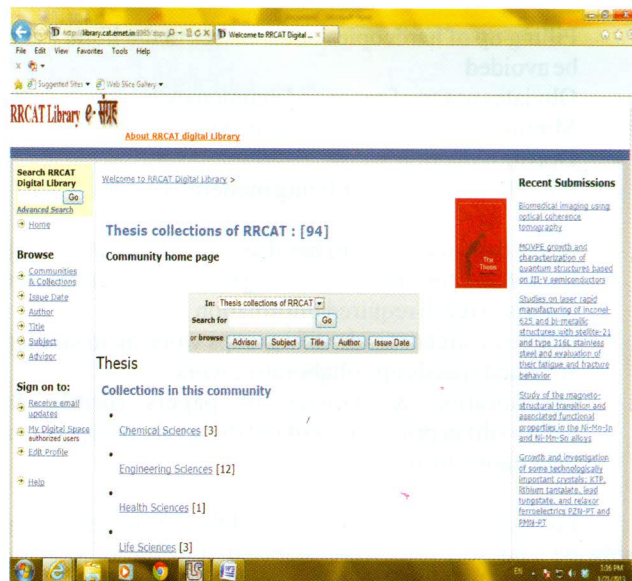 library.cat.ernet.in
Welcome to RRCAT Digital ...
File Edit View Favorites Tools Help
Suggested Sites Web Slice Gallery
RRCAT Library e-संग्रह
About RRCAT digital Library
Search RRCAT
Digital Library
Go
Advanced Search
Home
Browse
Communities
& Collections
Issue Date
Author
Title
Subject
Advisor
Sign on to:
Receive email
updates
My Digital Space
authorized users
Edit Profile
Help
Welcome to RRCAT Digital Library >
Thesis collections of RRCAT : [94]
Community home page
The
Thesis
In: Thesis collections of RRCAT
Search for Go
or browse Advisor Subject Title Author Issue Date
Thesis
Collections in this community
Chemical Sciences [3]
Engineering Sciences [12]
Health Sciences [1]
Life Sciences [3]
Recent Submissions
Biomedical imaging using
optical coherence
tomography
MOVPE growth and
characterization of
quantum structures based
on III-V semiconductors
Studies on laser rapid
manufacturing of inconel-
625 and bi-metallic
structures with stellite-21
and type 316L stainless
steel and evaluation of
their fatigue and fracture
behavior
Study of the magneto-
structural transition and
associated functional
properties in the Ni-Mn-In
and Ni-Mn-Sn alloys
Growth and investigation
of some technologically
important crystals: KTP,
lithium tantalate, lead
tungstate, and relaxor
ferroelectrics PZN-PT and
PMN-PT
EN
5:36 PM